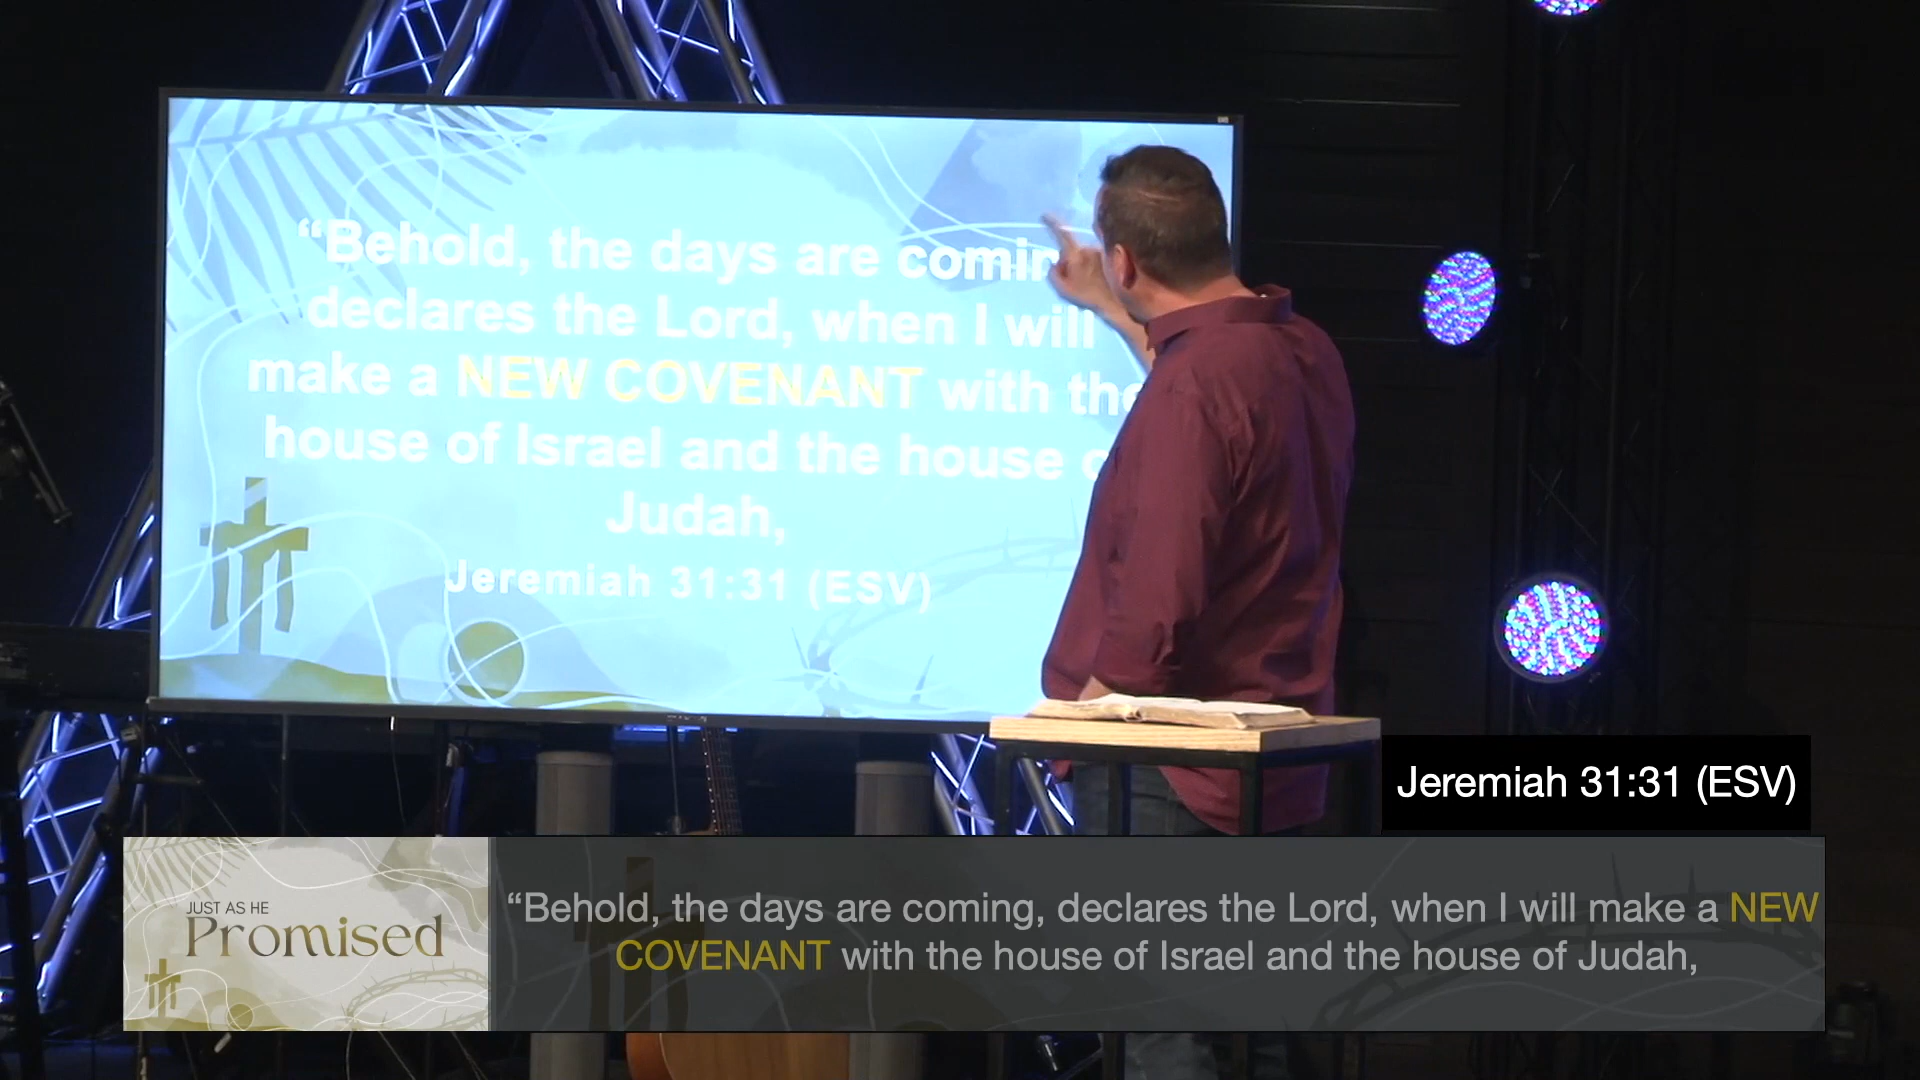 “Behold, the days are comin
declares the Lord, when I will
make a NEW COVENANT with the
house of Israel and the house
Judah,
Jeremiah 31:31 (ESV)
Jeremiah 31:31 (ESV)
JUST AS HE
Promised
“Behold, the days are coming, declares the Lord, when I will make a NEW
COVENANT with the house of Israel and the house of Judah,